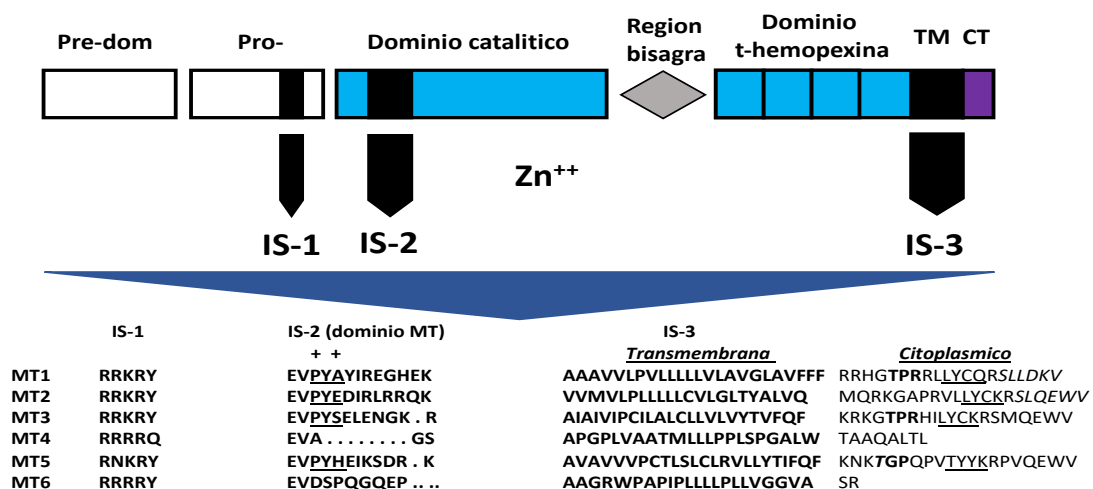 Pre-dom Pro- Dominio catalitico Region bisagra Dominio t-hemopexina TM CT
Zn++
IS-1 IS-2 IS-3
IS-1 IS-2 (dominio MT) IS-3
+ + Transmembrana Citoplasmico
MT1 RRKRY EVPYAYIREGHEK AAAVVLPVLLLLLVLAVGLAVFFF RRHGTPRRLLYCQRSLLDKV
MT2 RRKRY EVPYEDIRLRRQK VVMVLPLLLLLCVLGLTYALVQ MQRKGAPRVLLYCKRSLQEWV
MT3 RRKRY EVPYSELENGK . R AIAIVIPCILALCLLVLVYTVFQF KRKGTPRHILYCKRSMQEWV
MT4 RRRRQ EVA . . . . . . . . GS APGPLVAATMLLLPPLSPGALW TAAQALTL
MT5 RNKRY EVPYHEIKSDR . K AVAVVVPCTLSLCLRVLLYTIFQF KNKTGPQPVTYYKRPVQEWV
MT6 RRRRY EVDSPQGQEP .. .. AAGRWPAPIPLLLLPLLVGGVA SR